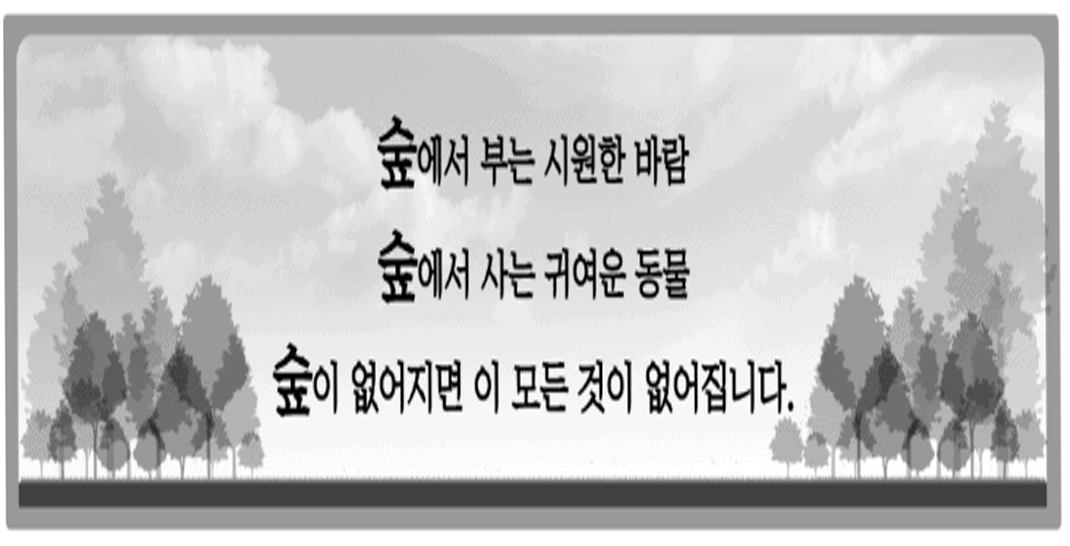 숲에서 부는 시원한 바람
숲에서 사는 귀여운 동물
숲이 없어지면 이 모든 것이 없어집니다.